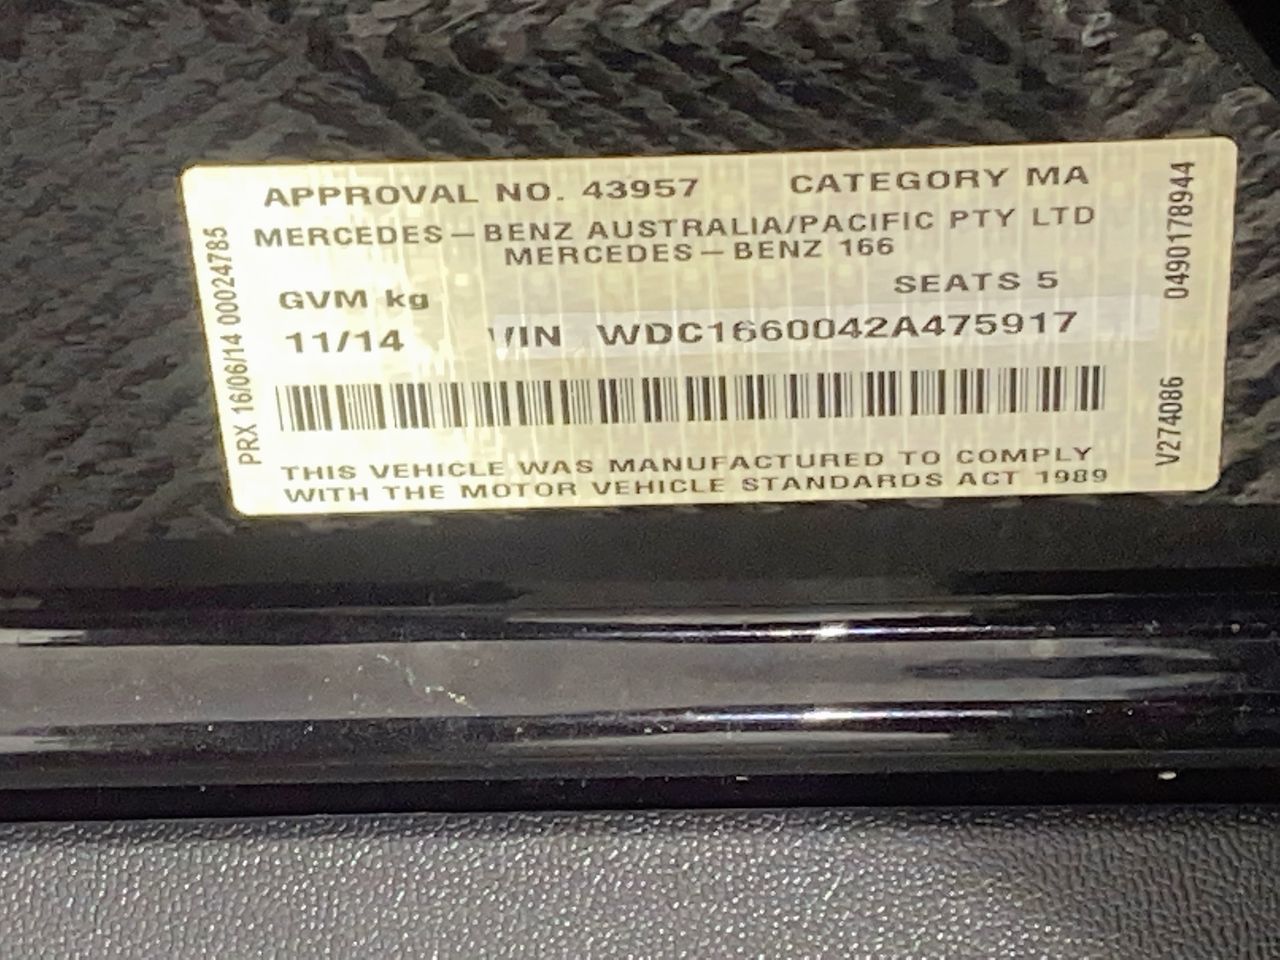 APPROVAL NO. 43957 CATEGORY MA
MERCEDES-BENZ AUSTRALIA/PACIFIC PTY LTD
MERCEDES-BENZ 166
GVM kg SEATS 5
11/14 VIN WDC1660042A475917
THIS VEHICLE WAS MANUFACTURED TO COMPLY
WITH THE MOTOR VEHICLE STANDARDS ACT 1989
PRX 16/06/14 00024785
V274086 0490178944